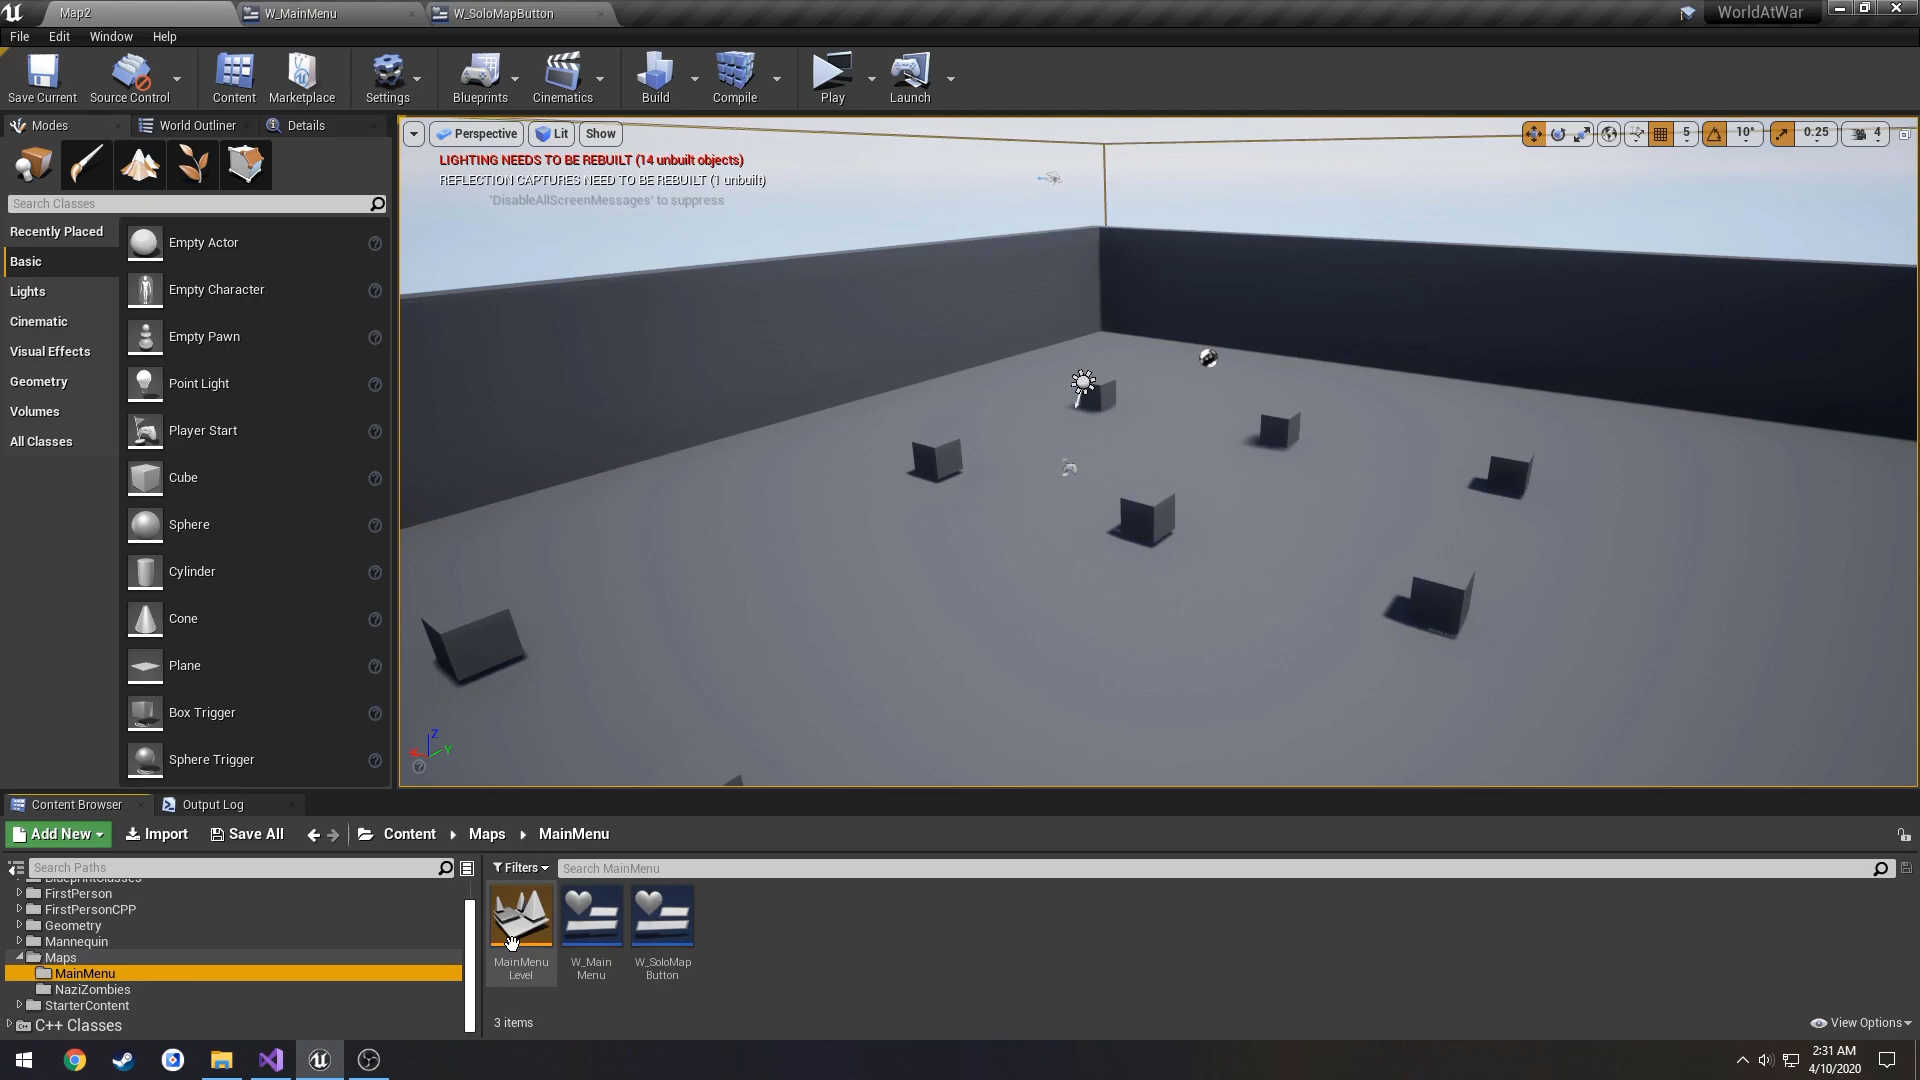 Map2
W_MainMenu
W_SoloMapButton
WorldAtWar
File
Edit
Window
Help
Save Current
Source Control
Content
Marketplace
Settings
Blueprints
Cinematics
Build
Compile
Play
Launch
Modes
World Outliner
Details
Search Classes
Recently Placed
Basic
Lights
Cinematic
Visual Effects
Geometry
Volumes
All Classes
Empty Actor
Empty Character
Empty Pawn
Point Light
Player Start
Cube
Sphere
Cylinder
Cone
Plane
Box Trigger
Sphere Trigger
Perspective
Lit
Show
5
10°
0.25
4
LIGHTING NEEDS TO BE REBUILT (14 unbuilt objects)
REFLECTION CAPTURES NEED TO BE REBUILT (1 unbuilt)
'DisableAllScreenMessages' to suppress
Z
Y
Content Browser
Output Log
Add New
Import
Save All
Content
Maps
MainMenu
Search Paths
Filters
Search MainMenu
FirstPerson
FirstPersonCPP
Geometry
Mannequin
Maps
MainMenu
NaziZombies
StarterContent
C++ Classes
MainMenu
Level
W_Main
Menu
W_SoloMap
Button
3 items
View Options
2:31 AM
4/10/2020